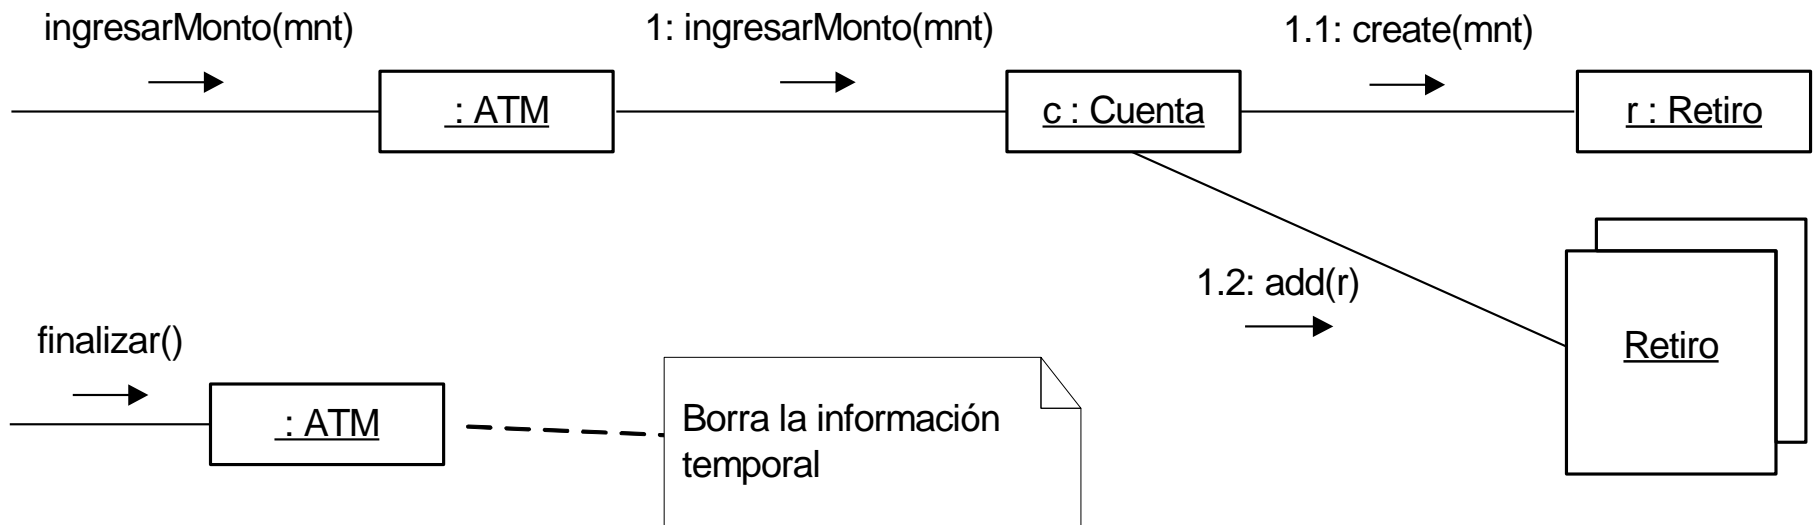 ingresarMonto(mnt)
1: ingresarMonto(mnt)
1.1: create(mnt)
: ATM
c : Cuenta
r : Retiro
1.2: add(r)
Retiro
finalizar()
: ATM
Borra la información
temporal